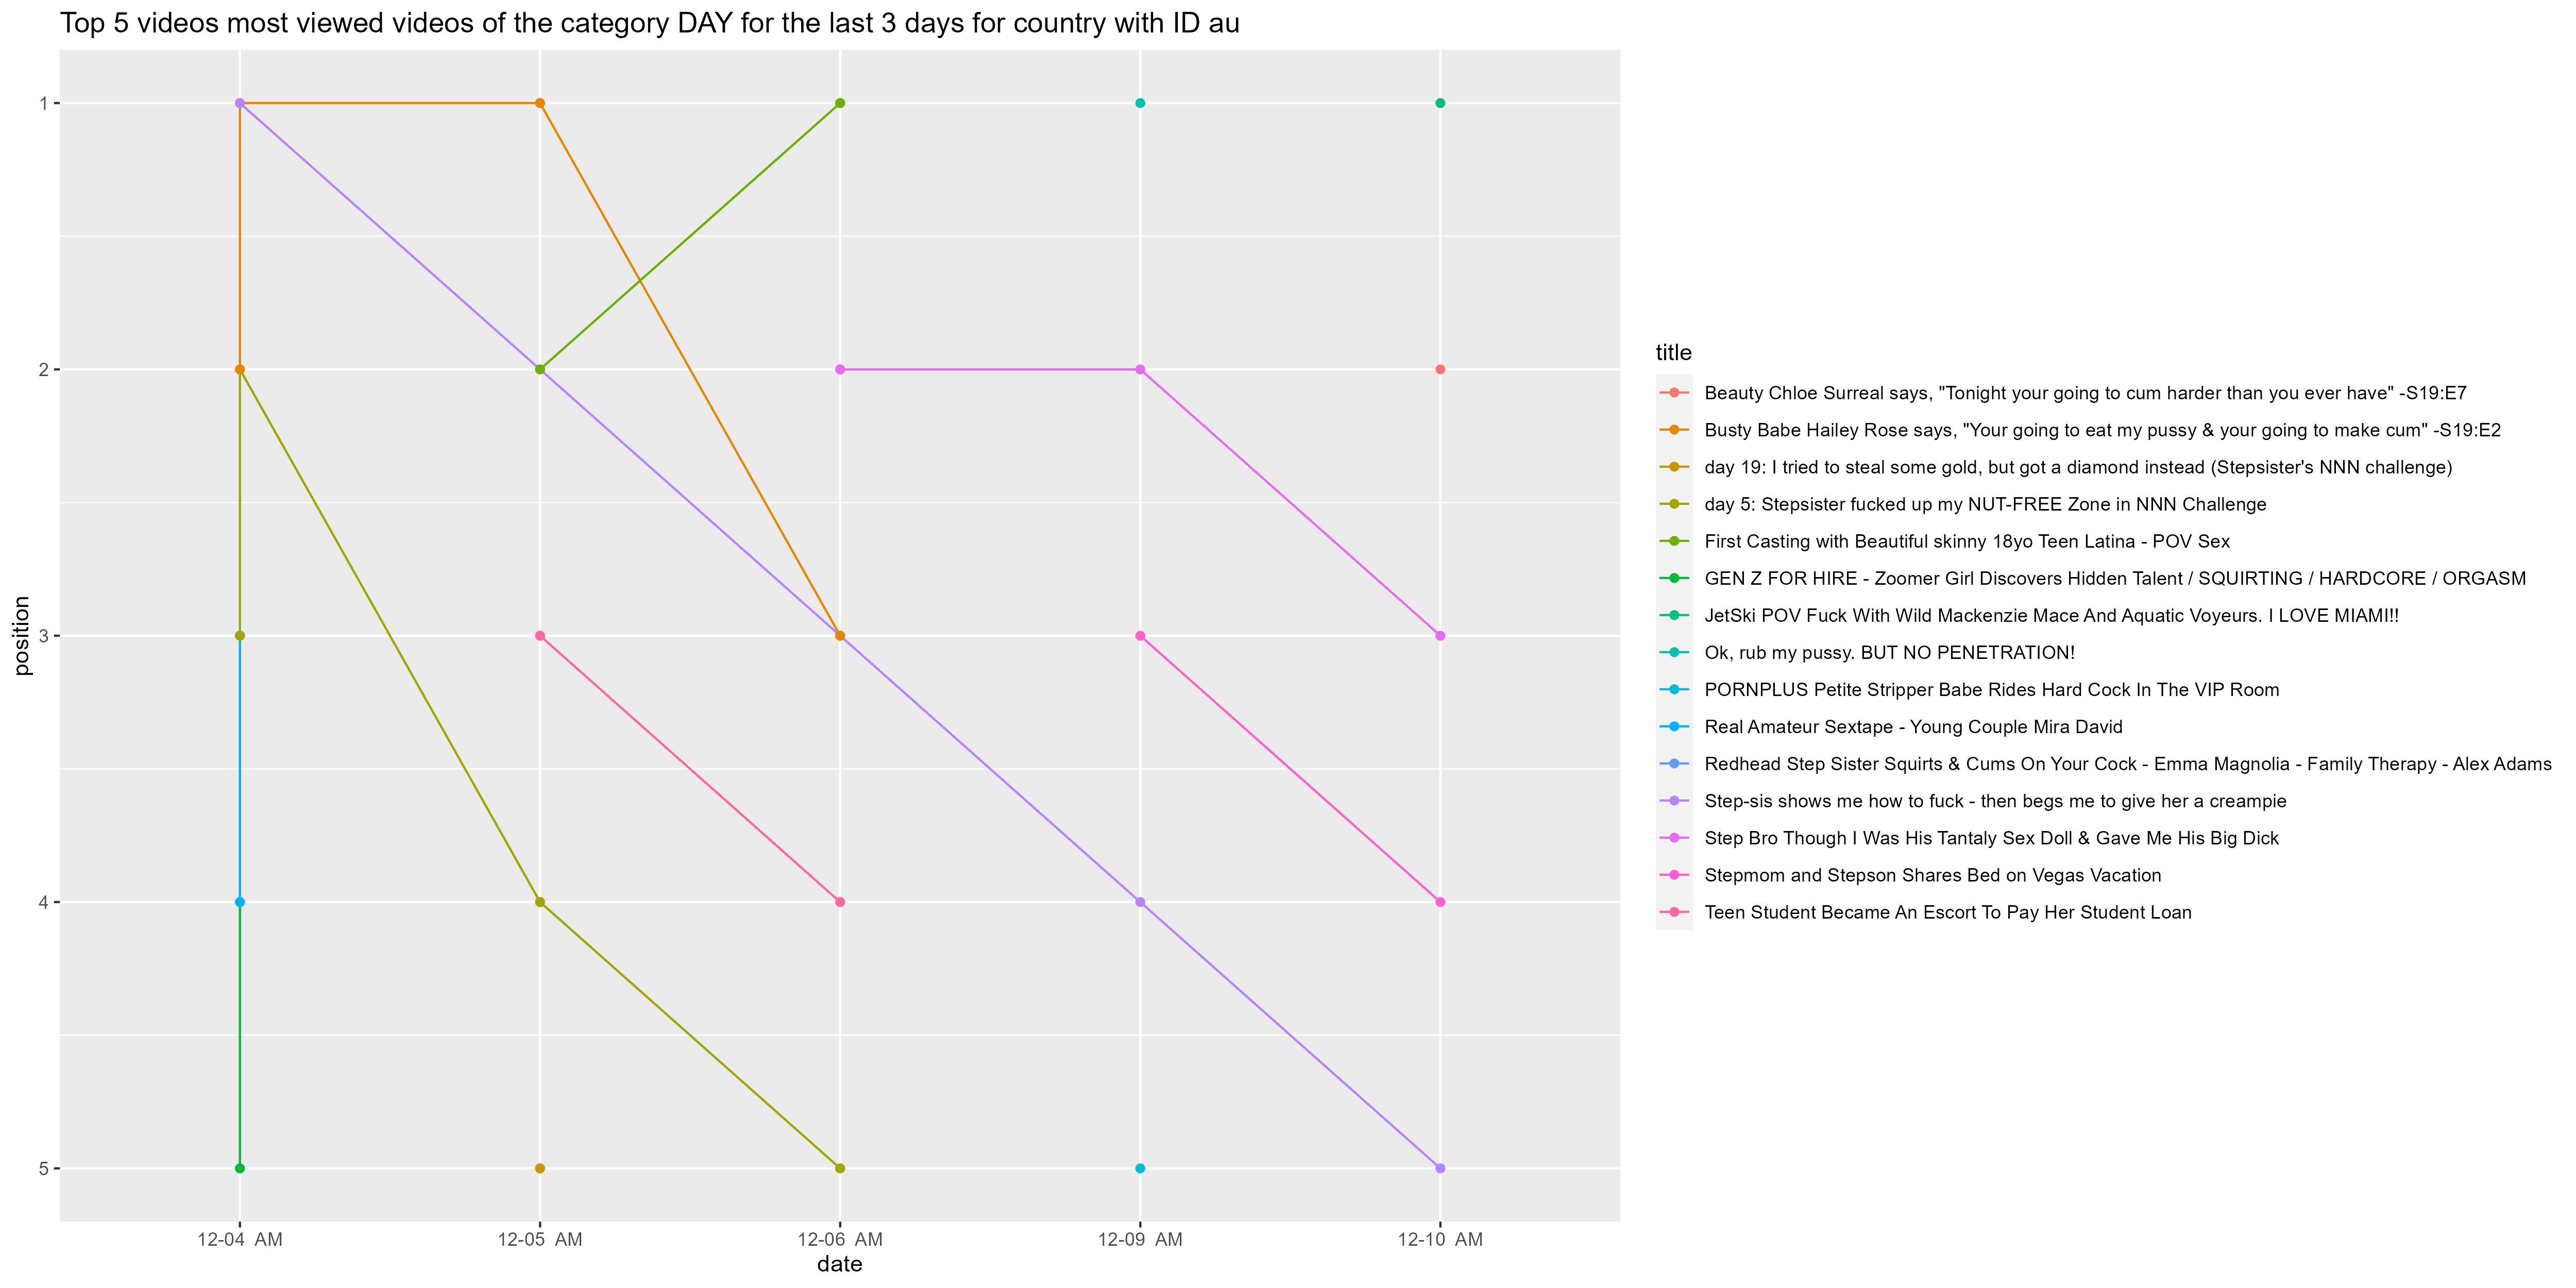 Top 5 videos most viewed videos of the category DAY for the last 3 days for country with ID au
position
1
2
3
4
5
12-04 AM
12-05 AM
12-06 AM
12-09 AM
12-10 AM
date
title
Beauty Chloe Surreal says, "Tonight your going to cum harder than you ever have" -S19:E7
Busty Babe Hailey Rose says, "Your going to eat my pussy & your going to make cum" -S19:E2
day 19: I tried to steal some gold, but got a diamond instead (Stepsister's NNN challenge)
day 5: Stepsister fucked up my NUT-FREE Zone in NNN Challenge
First Casting with Beautiful skinny 18yo Teen Latina - POV Sex
GEN Z FOR HIRE - Zoomer Girl Discovers Hidden Talent / SQUIRTING / HARDCORE / ORGASM
JetSki POV Fuck With Wild Mackenzie Mace And Aquatic Voyeurs. I LOVE MIAMI!!
Ok, rub my pussy. BUT NO PENETRATION!
PORNPLUS Petite Stripper Babe Rides Hard Cock In The VIP Room
Real Amateur Sextape - Young Couple Mira David
Redhead Step Sister Squirts & Cums On Your Cock - Emma Magnolia - Family Therapy - Alex Adams
Step-sis shows me how to fuck - then begs me to give her a creampie
Step Bro Though I Was His Tantaly Sex Doll & Gave Me His Big Dick
Stepmom and Stepson Shares Bed on Vegas Vacation
Teen Student Became An Escort To Pay Her Student Loan